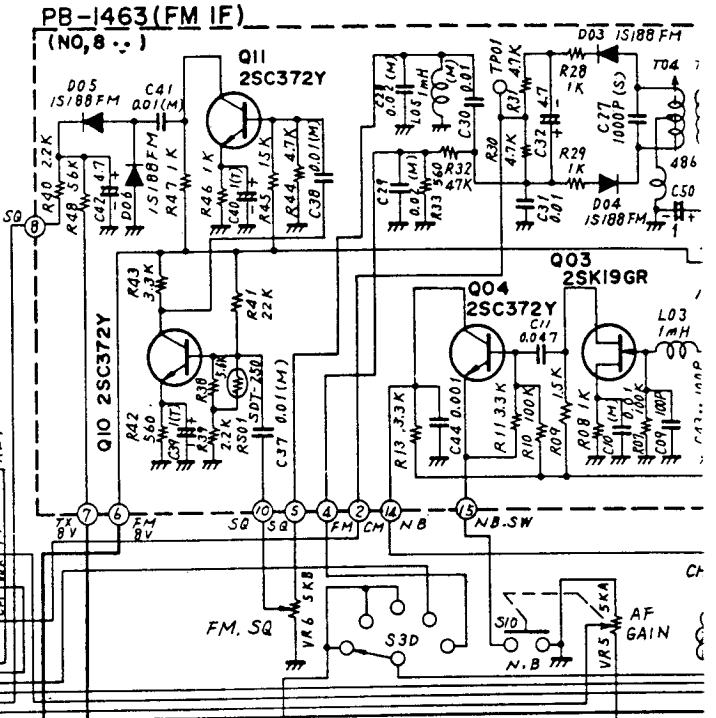 PB-1463(FM IF)
(NO,8 ··)
Q11
2SC372Y
D05
1S188FM
C41
0.01(M)
D06
1S188FM
R47 1K
R46 1K
C40 1(T)
R45 15K
R44 4.7K
C38 0.01(M)
R40 2.2K
R48 56K
C42 4.7
SQ
8
C28 0.02(M)
L05 1mH
(M)
C30 0.01
TP01
R31 4.7K
R30 4.7K
C32 4.7
D03 1S188FM
R28
1K
C27
1000P(S)
T04
R29
1K
D04
1S188FM
486
C50
1
C29 0.02(M)
R33 560
R32
47K
C31
0.01
R43
3.3K
R41
22K
Q10 2SC372Y
R42
560
C39 1(T)
R38
R39
2.2K
RS01
SDT-250
C37 0.01(M)
Q04
2SC372Y
C11
0.047
Q03
2SK19GR
L03
1mH
R13 3.3K
C44 0.001
R11 3.3K
R10 100K
R09 1.5K
R08 1K
C10 (M) 0.01
R07 100K
C09 100P
7
TX
8V
6
FM
8V
10
SQ
5
SQ
4
FM
2
CM
14
NB
15
NB.SW
FM. SQ
VR6 5KB
S3D
S10
N.B
VR5 5KA
AF
GAIN
CH